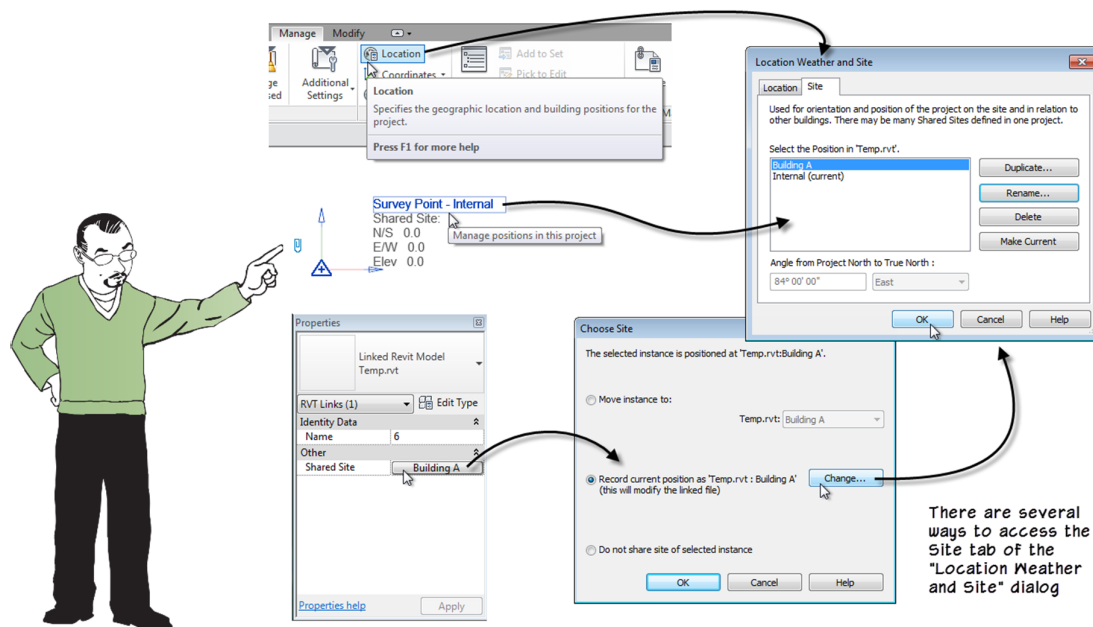 Manage Modify
Location
Coordinates
Add to Set
Pick to Edit
Additional
Settings
ge
sed
Location
Specifies the geographic location and building positions for the
project.
Press F1 for more help
M
Survey Point - Internal
Shared Site:
N/S 0.0
E/W 0.0
Elev 0.0
Manage positions in this project
Location Weather and Site
Location Site
Used for orientation and position of the project on the site and in relation to
other buildings. There may be many Shared Sites defined in one project.
Select the Position in 'Temp.rvt'.
Building A
Internal (current)
Duplicate...
Rename...
Delete
Make Current
Angle from Project North to True North :
84° 00' 00" East
OK Cancel Help
Properties
Linked Revit Model
Temp.rvt
RVT Links (1) Edit Type
Identity Data
Name 6
Other
Shared Site Building A
Properties help Apply
Choose Site
The selected instance is positioned at 'Temp.rvt:Building A'.
Move instance to:
Temp.rvt: Building A
Record current position as 'Temp.rvt : Building A'
(this will modify the linked file)
Change...
Do not share site of selected instance
OK Cancel Help
There are several
ways to access the
Site tab of the
"Location Weather
and Site" dialog